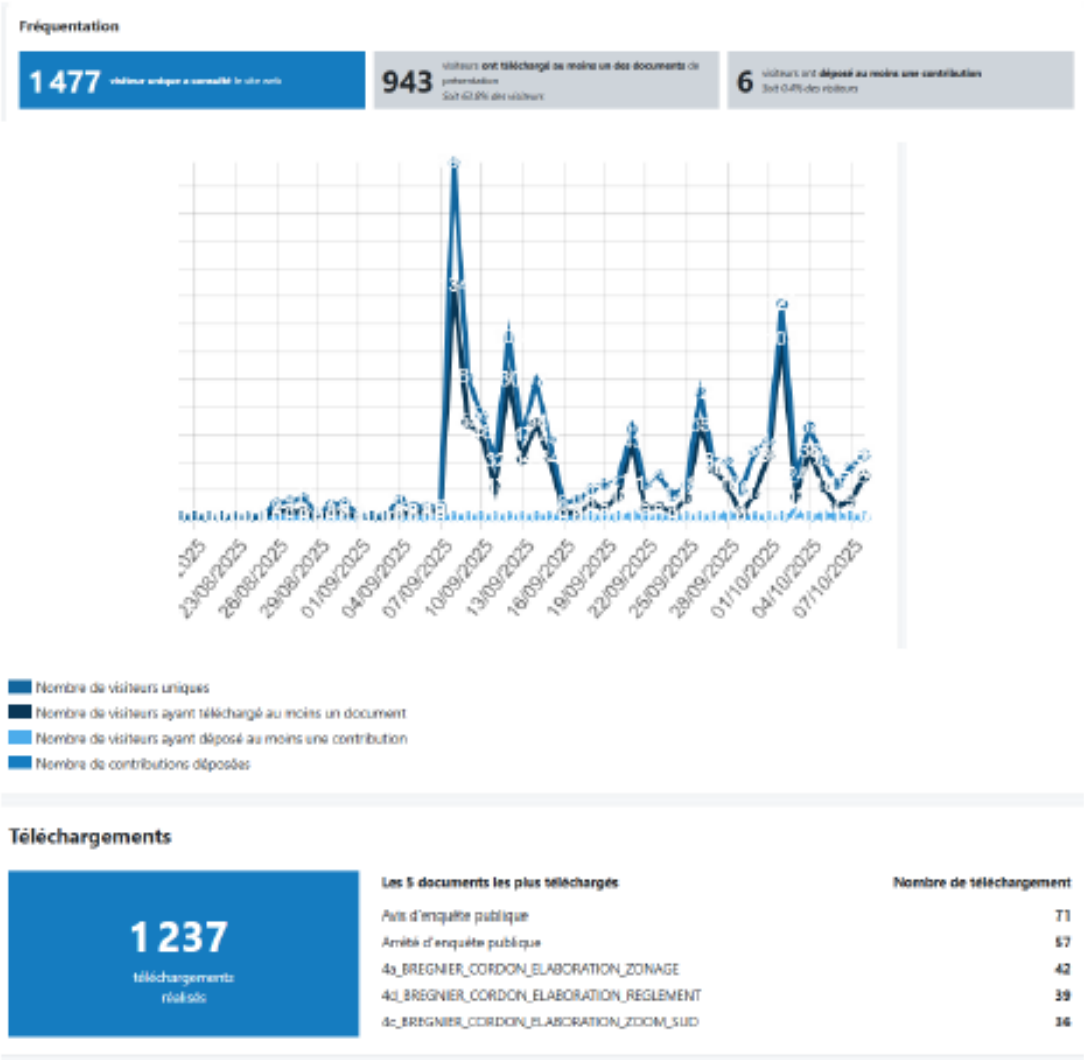 Fréquentation
1 477 visiteur unique a consulté le site web
943 visiteurs ont téléchargé au moins un des documents de
présentation
Soit 63.8% des visiteurs
6 visiteurs ont déposé au moins une contribution
Soit 0.4% des visiteurs
23/08/2025
26/08/2025
29/08/2025
01/09/2025
04/09/2025
07/09/2025
10/09/2025
13/09/2025
16/09/2025
19/09/2025
22/09/2025
25/09/2025
28/09/2025
01/10/2025
04/10/2025
07/10/2025
Nombre de visiteurs uniques
Nombre de visiteurs ayant téléchargé au moins un document
Nombre de visiteurs ayant déposé au moins une contribution
Nombre de contributions déposées
Téléchargements
1 237
téléchargements
réalisés
Les 5 documents les plus téléchargés Nombre de téléchargement
Avis d'enquête publique 71
Arrêté d'enquête publique 57
4a_BREGNIER_CORDON_ELABORATION_ZONAGE 42
4d_BREGNIER_CORDON_ELABORATION_REGLEMENT 39
4c_BREGNIER_CORDON_ELABORATION_ZOOM_SUD 36